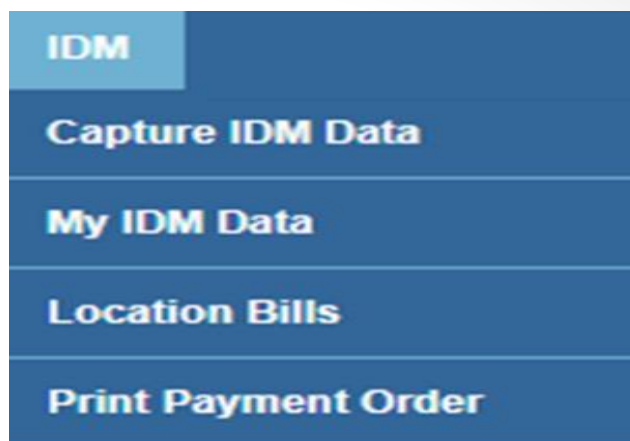 IDM
Capture IDM Data
My IDM Data
Location Bills
Print Payment Order